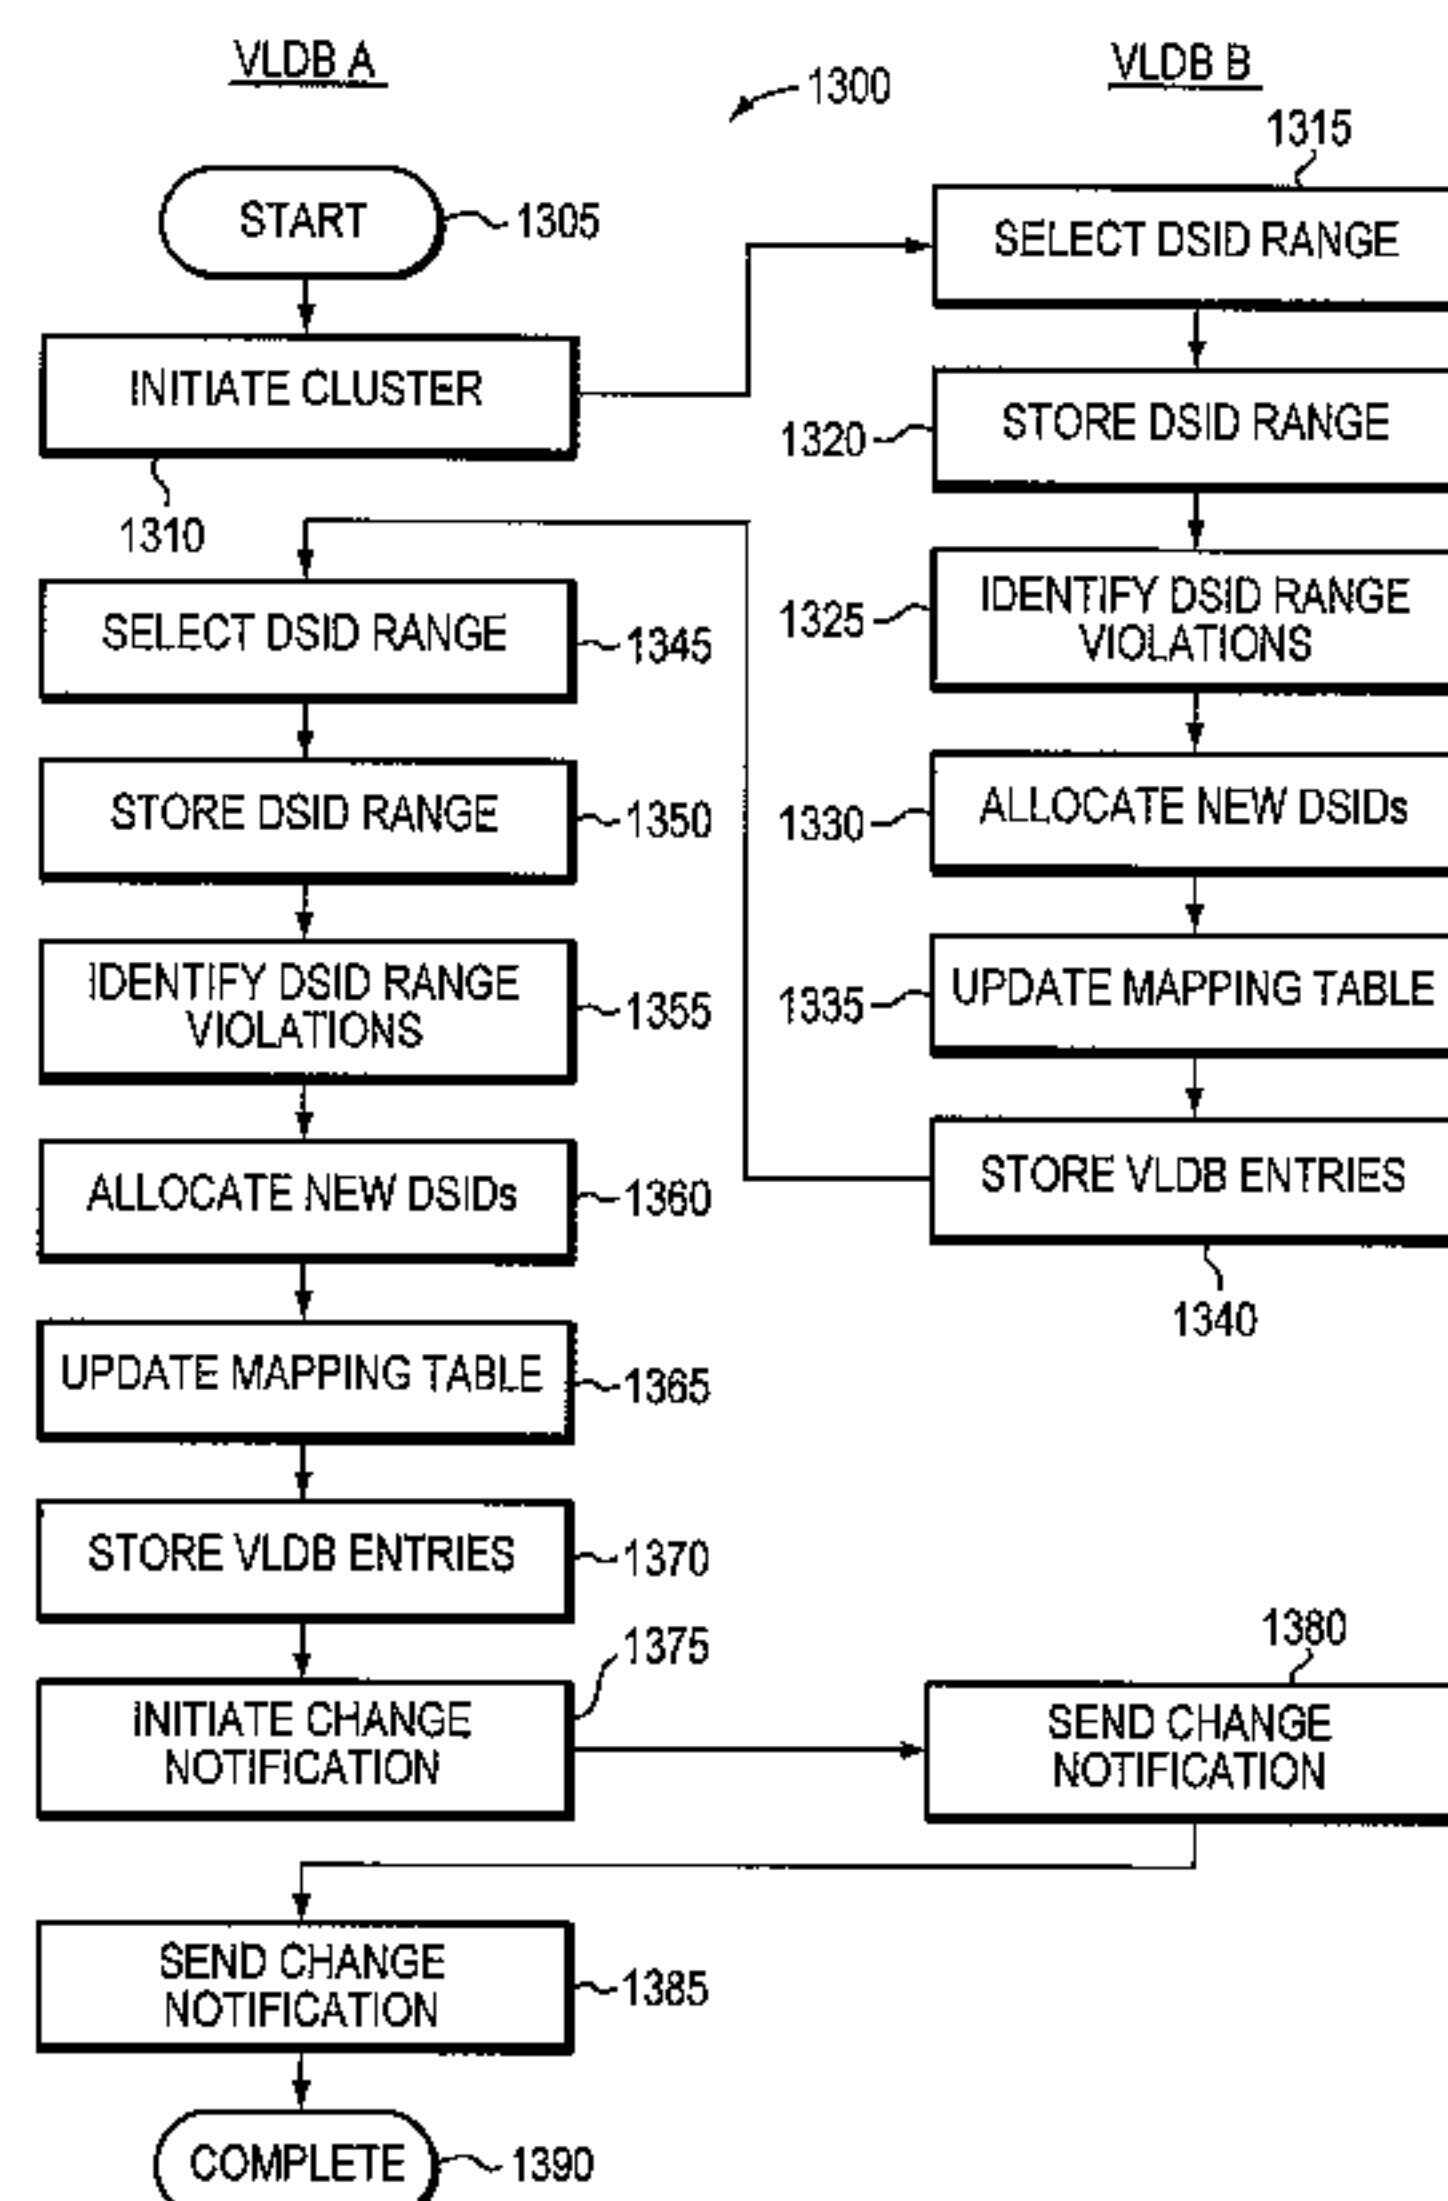 VLDB A
VLDB B
1300
START
1305
INITIATE CLUSTER
1310
1315
SELECT DSID RANGE
1320
STORE DSID RANGE
1325
IDENTIFY DSID RANGE
VIOLATIONS
1330
ALLOCATE NEW DSIDs
1335
UPDATE MAPPING TABLE
STORE VLDB ENTRIES
1340
SELECT DSID RANGE
1345
STORE DSID RANGE
1350
IDENTIFY DSID RANGE
VIOLATIONS
1355
ALLOCATE NEW DSIDs
1360
UPDATE MAPPING TABLE
1365
STORE VLDB ENTRIES
1370
INITIATE CHANGE
NOTIFICATION
1375
1380
SEND CHANGE
NOTIFICATION
SEND CHANGE
NOTIFICATION
1385
COMPLETE
1390